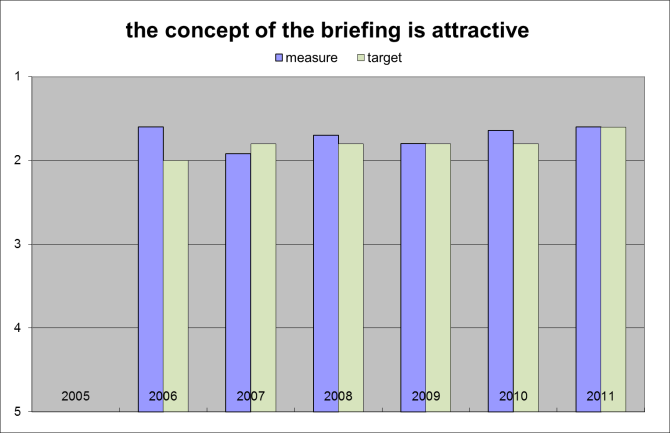 the concept of the briefing is attractive
measure target
1
2
3
4
5
2005 2006 2007 2008 2009 2010 2011